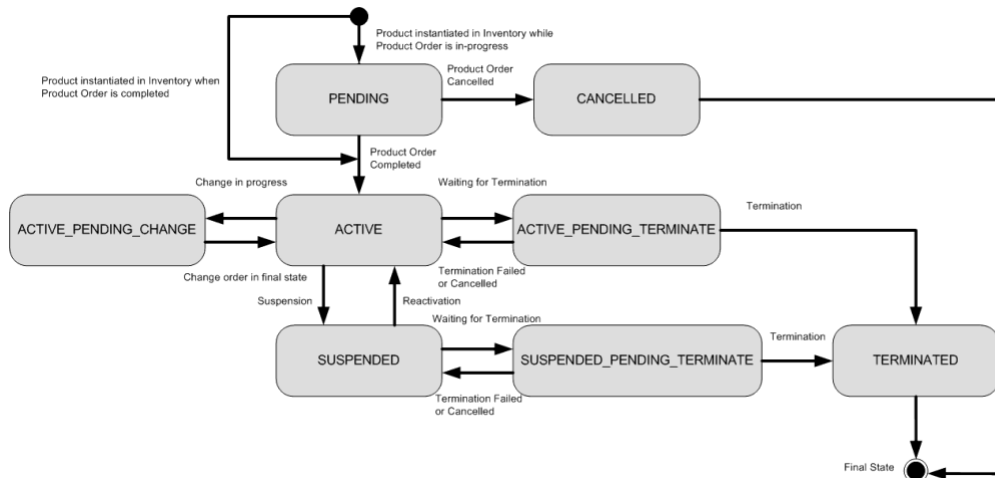 Product instantiated in Inventory while
Product Order is in-progress
Product instantiated in Inventory when
Product Order is completed
Product Order
Cancelled
PENDING
CANCELLED
Product Order
Completed
Change in progress
Waiting for Termination
Termination
ACTIVE_PENDING_CHANGE
ACTIVE
ACTIVE_PENDING_TERMINATE
Change order in final state
Termination Failed
or Cancelled
Suspension
Reactivation
Waiting for Termination
Termination
SUSPENDED
SUSPENDED_PENDING_TERMINATE
TERMINATED
Termination Failed
or Cancelled
Final State